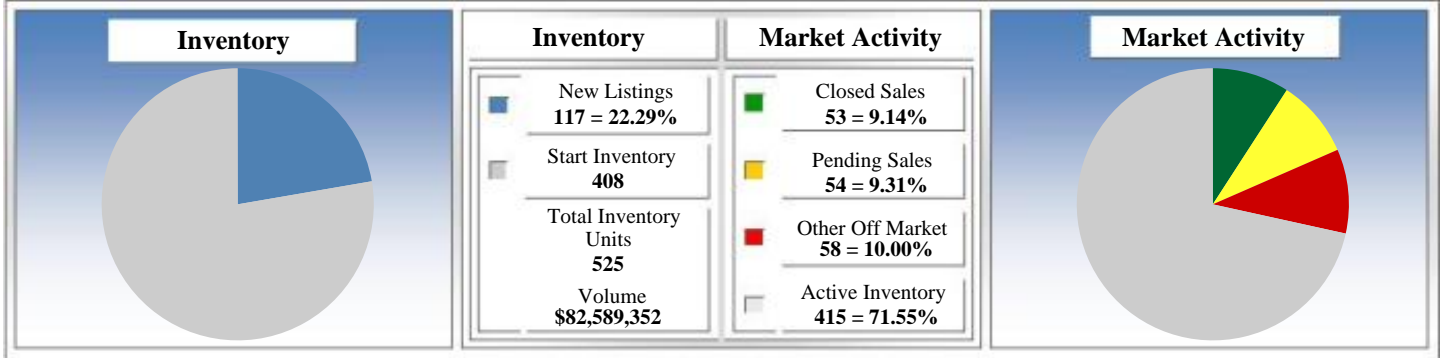 Inventory
Inventory
New Listings
117 = 22.29%
Start Inventory
408
Total Inventory
Units
525
Volume
$82,589,352
Market Activity
Closed Sales
53 = 9.14%
Pending Sales
54 = 9.31%
Other Off Market
58 = 10.00%
Active Inventory
415 = 71.55%
Market Activity